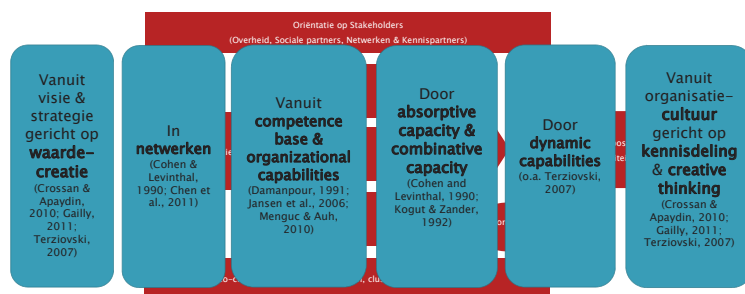 Oriëntatie op Stakeholders
(Overheid, Sociale partners, Netwerken & Kennispartners)
Vanuit
visie &
strategie
gericht op
waarde-
creatie
(Crossan &
Apaydin,
2010; Gailly,
2011;
Terziovski,
2007)
In
netwerken
(Cohen &
Levinthal,
1990; Chen et
al., 2011)
Vanuit
competence
base &
organizational
capabilities
(Damanpour, 1991;
Jansen et al., 2006;
Menguc & Auh,
2010)
Door
absorptive
capacity &
combinative
capacity
(Cohen and
Levinthal, 1990;
Kogut & Zander,
1992)
Door
dynamic
capabilities
(o.a. Terziovski,
2007)
Vanuit
organisatie-
cultuur
gericht op
kennisdeling
& creative
thinking
(Crossan &
Apaydin, 2010;
Gailly, 2011;
Terziovski, 2007)